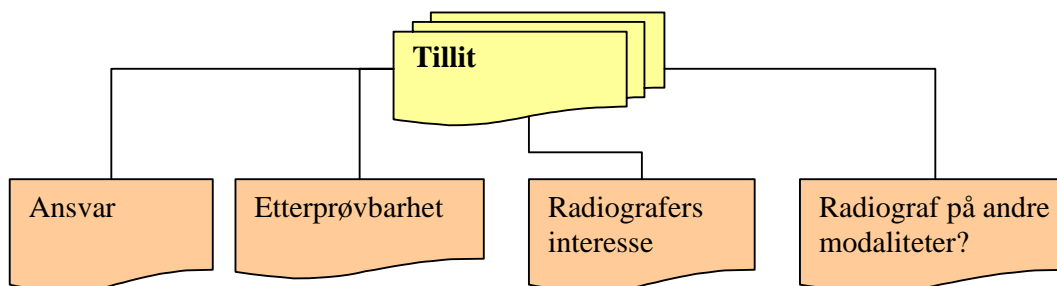 Tillit
Ansvar
Etterprøvbarhet
Radiografers
interesse
Radiograf på andre
modaliteter?